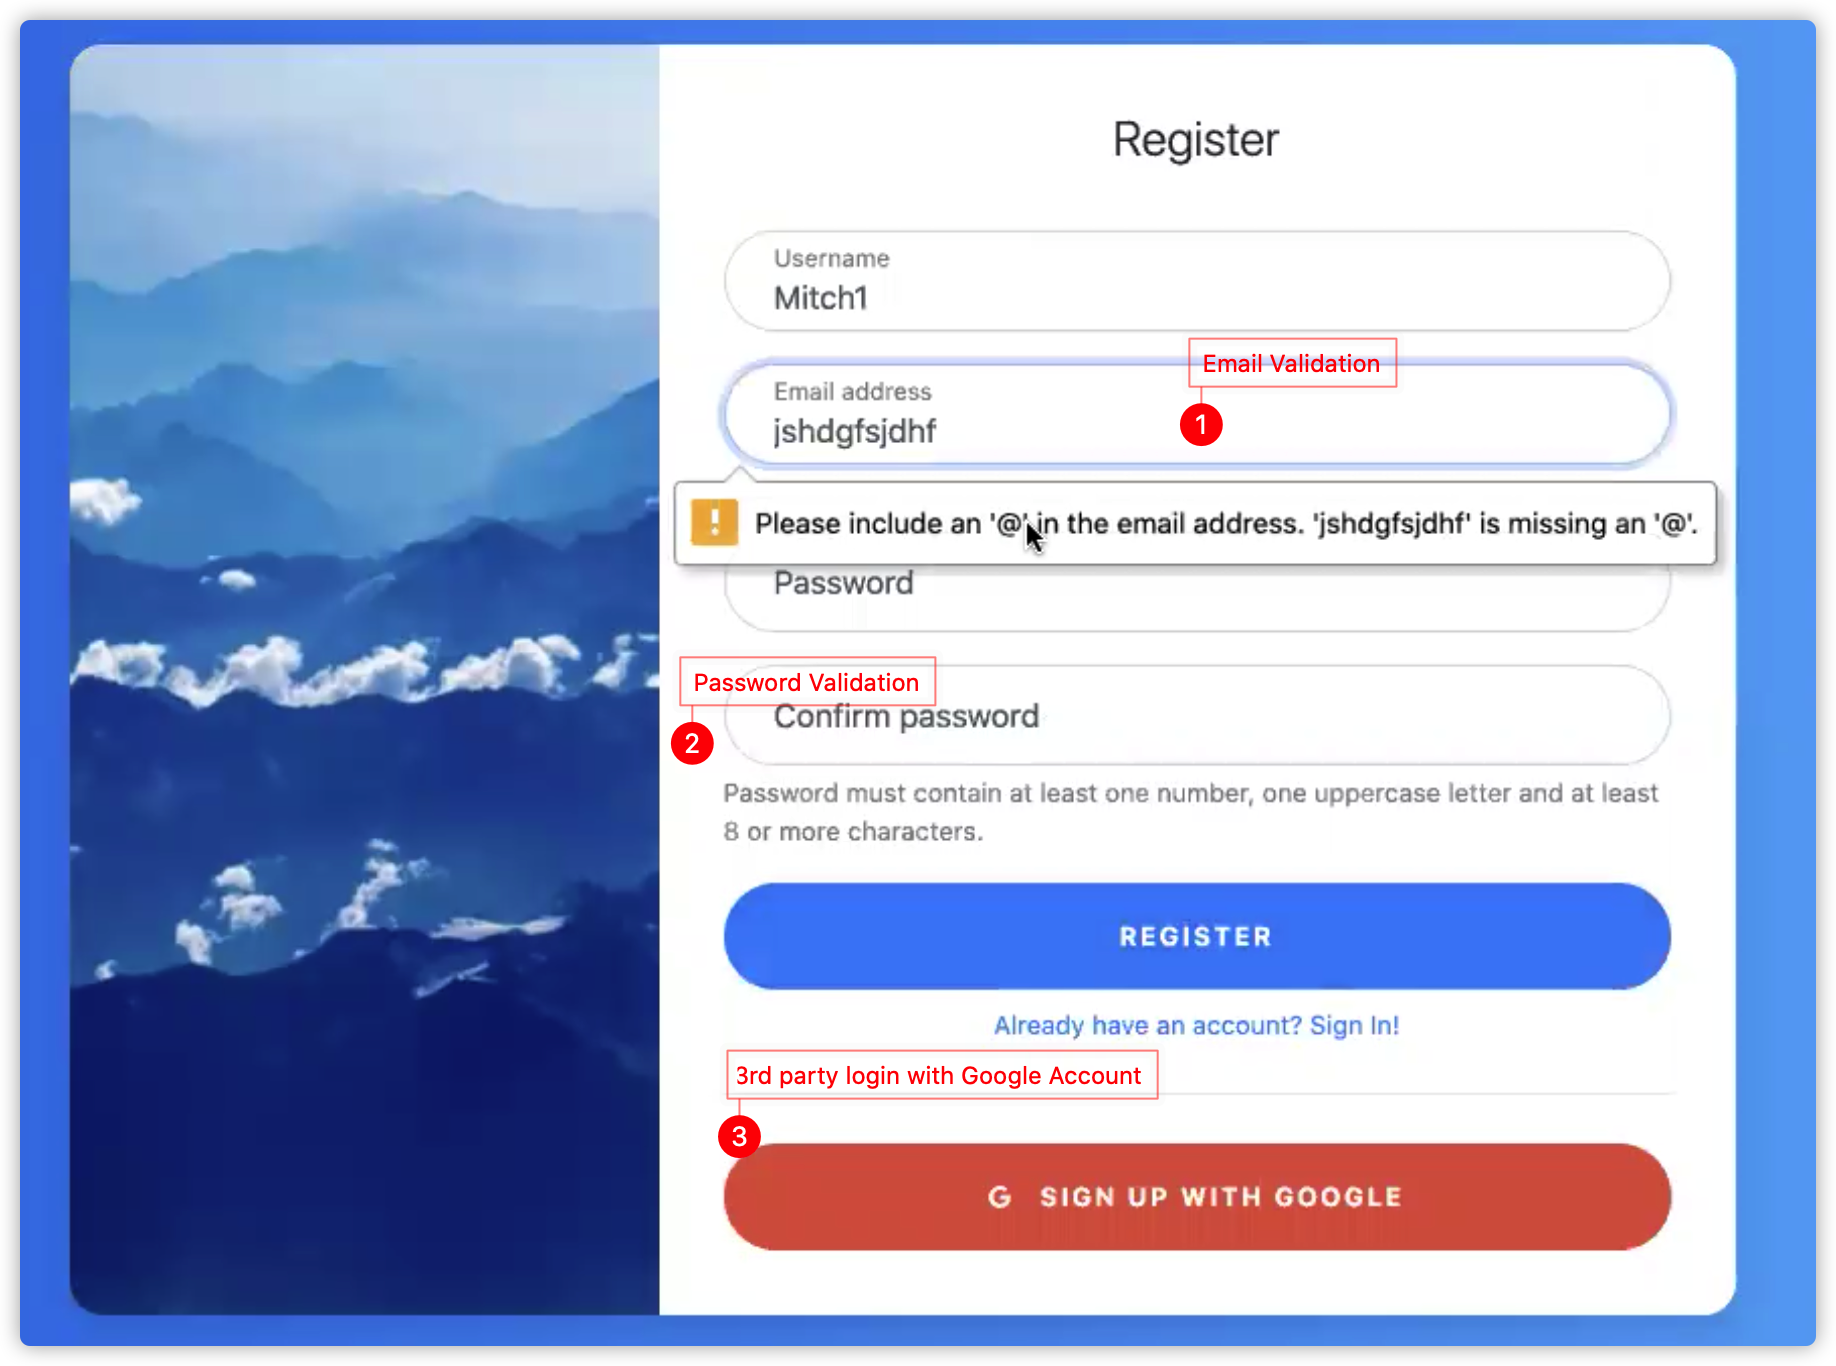 Register
Username
Mitch1
Email Validation
1
Email address
jshdgfsjdhf
! Please include an '@' in the email address. 'jshdgfsjdhf' is missing an '@'.
Password
Password Validation
2
Confirm password
Password must contain at least one number, one uppercase letter and at least
8 or more characters.
REGISTER
Already have an account? Sign In!
3rd party login with Google Account
3
G SIGN UP WITH GOOGLE